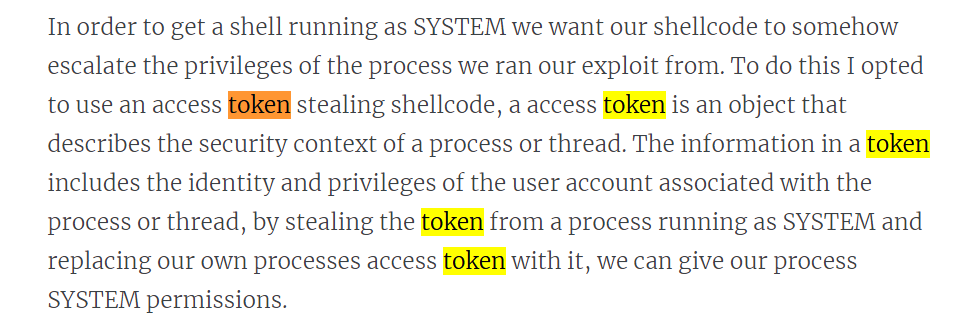 In order to get a shell running as SYSTEM we want our shellcode to somehow
escalate the privileges of the process we ran our exploit from. To do this I opted
to use an access token stealing shellcode, a access token is an object that
describes the security context of a process or thread. The information in a token
includes the identity and privileges of the user account associated with the
process or thread, by stealing the token from a process running as SYSTEM and
replacing our own processes access token with it, we can give our process
SYSTEM permissions.